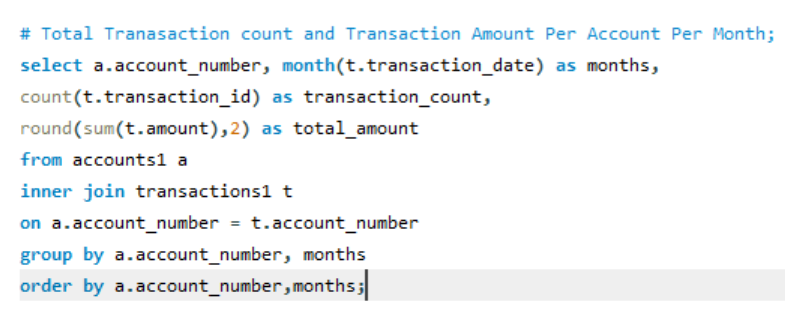 # Total Tranasaction count and Transaction Amount Per Account Per Month;
select a.account_number, month(t.transaction_date) as months,
count(t.transaction_id) as transaction_count,
round(sum(t.amount),2) as total_amount
from accounts1 a
inner join transactions1 t
on a.account_number = t.account_number
group by a.account_number, months
order by a.account_number,months;